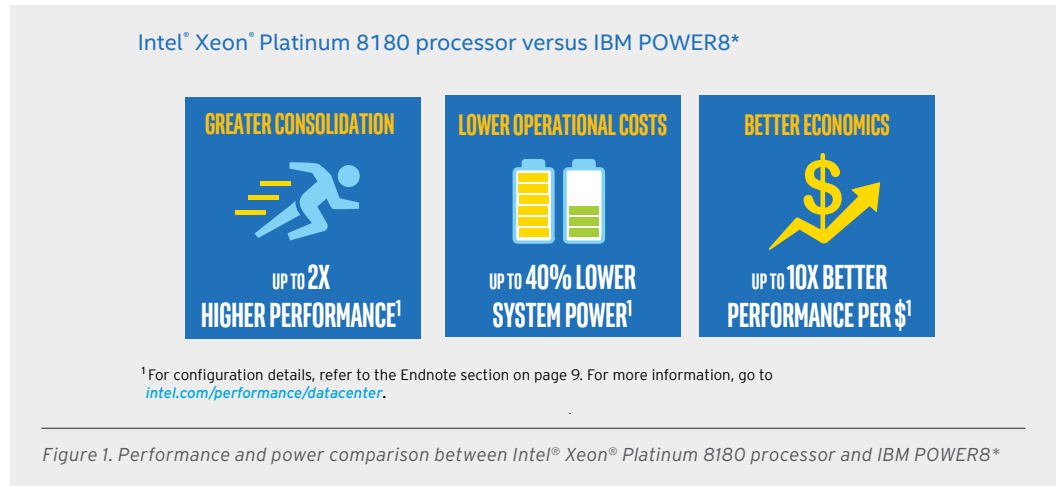 Intel® Xeon® Platinum 8180 processor versus IBM POWER8*
GREATER CONSOLIDATION
UP TO 2X
HIGHER PERFORMANCE¹
LOWER OPERATIONAL COSTS
UP TO 40% LOWER
SYSTEM POWER¹
BETTER ECONOMICS
$
UP TO 10X BETTER
PERFORMANCE PER $¹
¹ For configuration details, refer to the Endnote section on page 9. For more information, go to
intel.com/performance/datacenter.
Figure 1. Performance and power comparison between Intel® Xeon® Platinum 8180 processor and IBM POWER8*